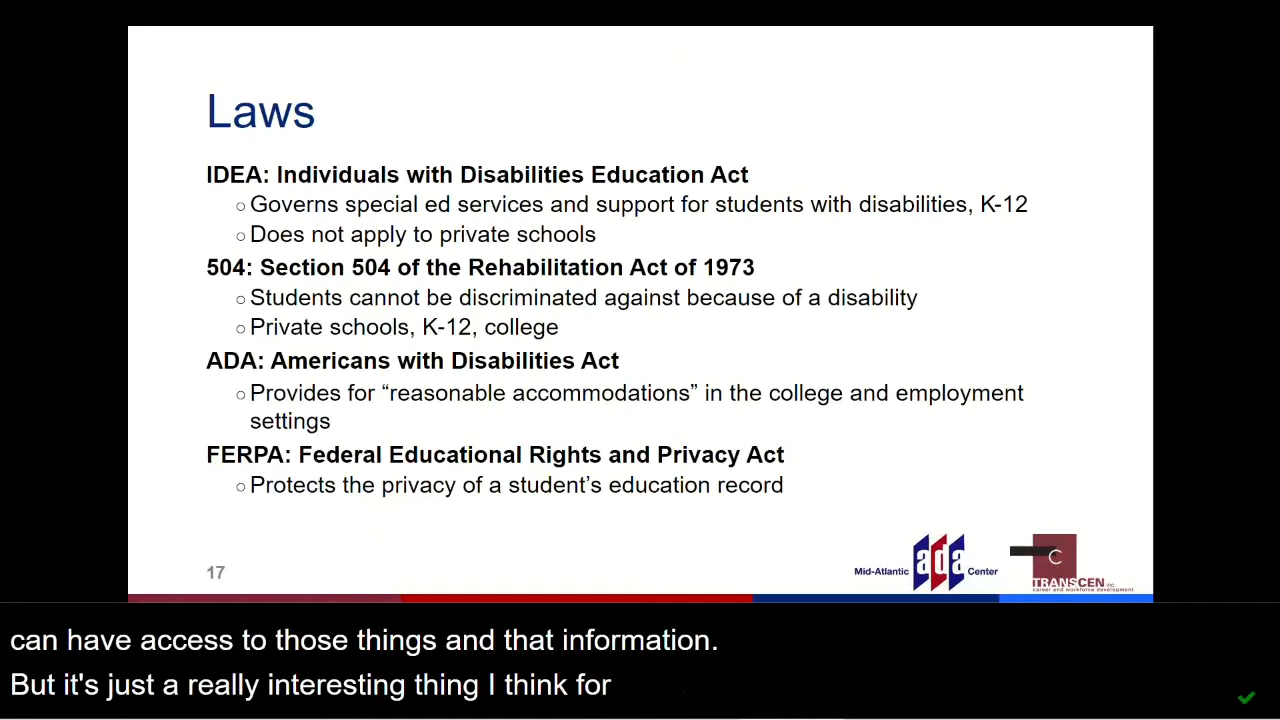 Laws
IDEA: Individuals with Disabilities Education Act
○ Governs special ed services and support for students with disabilities, K-12
○ Does not apply to private schools
504: Section 504 of the Rehabilitation Act of 1973
○ Students cannot be discriminated against because of a disability
○ Private schools, K-12, college
ADA: Americans with Disabilities Act
○ Provides for “reasonable accommodations” in the college and employment
settings
FERPA: Federal Educational Rights and Privacy Act
○ Protects the privacy of a student’s education record
17
Mid-Atlantic ada Center
C
TRANSCEN inc.
career and workforce development
can have access to those things and that information.
But it's just a really interesting thing I think for